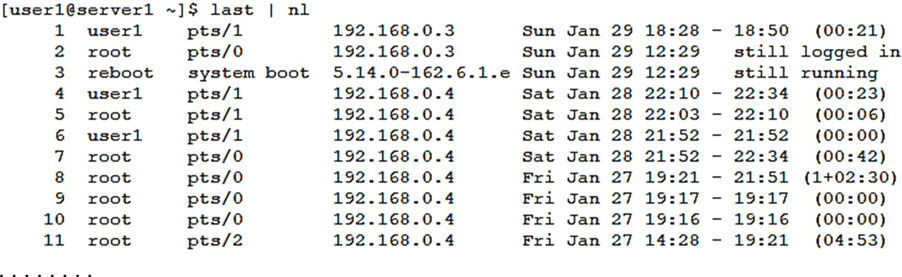 [user1@server1 ~]$ last | nl
     1  user1    pts/1        192.168.0.3      Sun Jan 29 18:28 - 18:50  (00:21)
     2  root     pts/0        192.168.0.3      Sun Jan 29 12:29   still logged in
     3  reboot   system boot  5.14.0-162.6.1.e Sun Jan 29 12:29   still running
     4  user1    pts/1        192.168.0.4      Sat Jan 28 22:10 - 22:34  (00:23)
     5  root     pts/1        192.168.0.4      Sat Jan 28 22:03 - 22:10  (00:06)
     6  user1    pts/1        192.168.0.4      Sat Jan 28 21:52 - 21:52  (00:00)
     7  root     pts/0        192.168.0.4      Sat Jan 28 21:52 - 22:34  (00:42)
     8  root     pts/0        192.168.0.4      Fri Jan 27 19:21 - 21:51 (1+02:30)
     9  root     pts/0        192.168.0.4      Fri Jan 27 19:17 - 19:17  (00:00)
    10  root     pts/0        192.168.0.4      Fri Jan 27 19:16 - 19:16  (00:00)
    11  root     pts/2        192.168.0.4      Fri Jan 27 14:28 - 19:21  (04:53)
. . . . . . . .